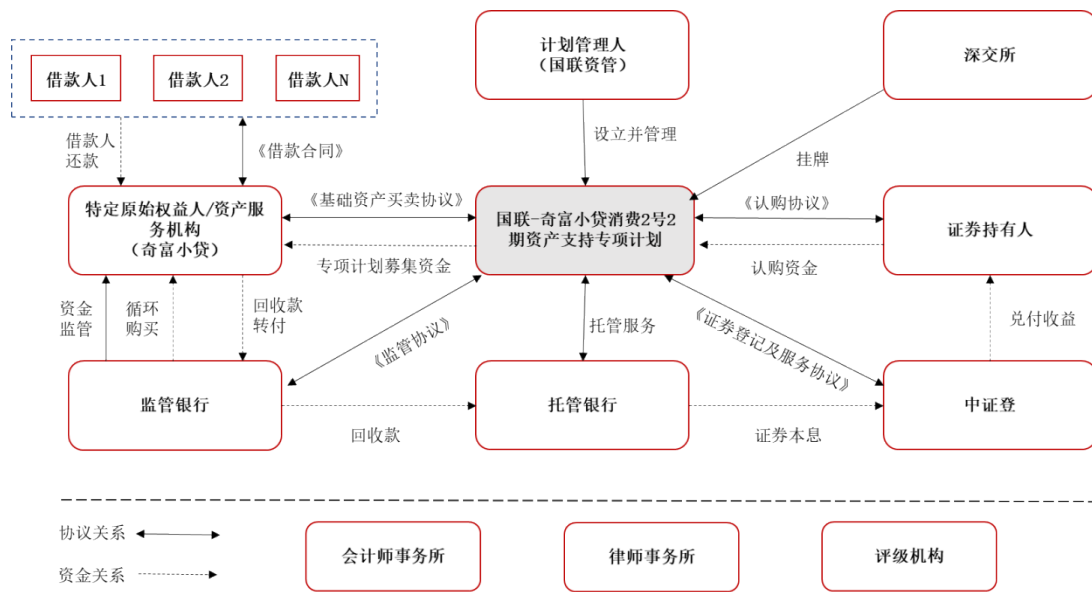 借款人1
借款人2
借款人N
计划管理人
（国联资管）
深交所
借款人
还款
《借款合同》
设立并管理
挂牌
特定原始权益人/资产服
务机构
（奇富小贷）
《基础资产买卖协议》
专项计划募集资金
国联-奇富小贷消费2号2
期资产支持专项计划
《认购协议》
认购资金
证券持有人
资金
监管
循环
购买
回收款
转付
《监管协议》
托管服务
《证券登记及服务协议》
兑付收益
监管银行
回收款
托管银行
证券本息
中证登
协议关系
资金关系
会计师事务所
律师事务所
评级机构